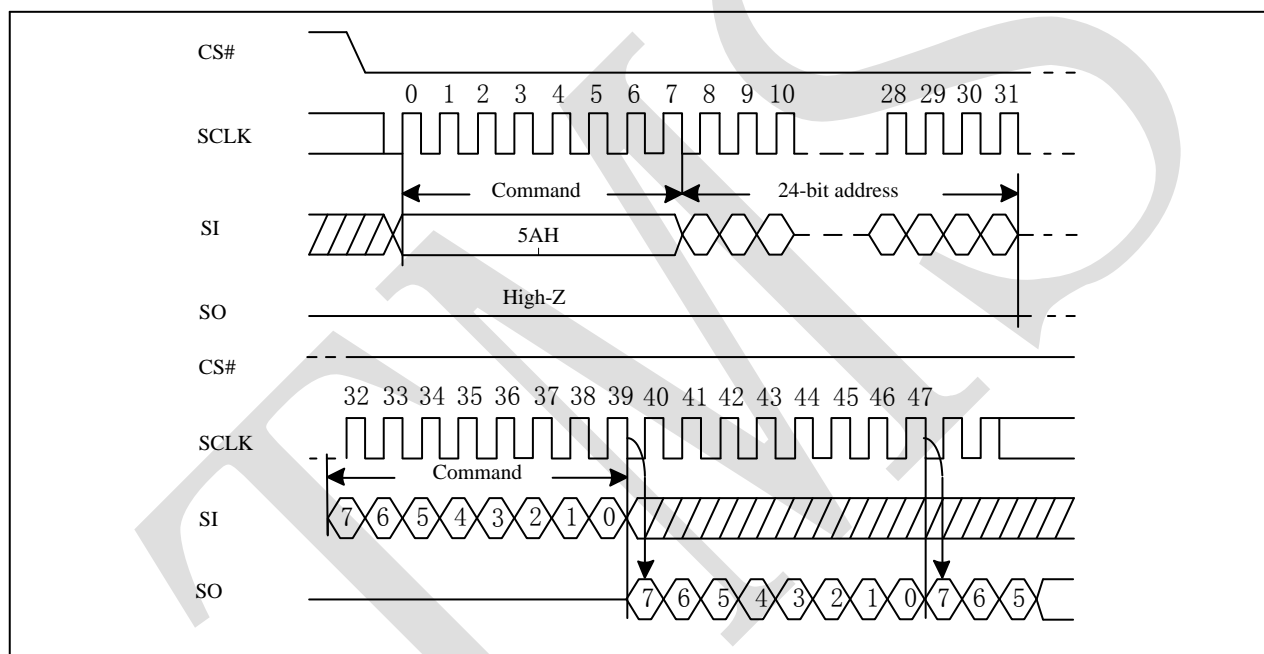 CS#
0 1 2 3 4 5 6 7 8 9 10 28 29 30 31
SCLK
Command 24-bit address
SI
5AH
High-Z
SO
CS#
32 33 34 35 36 37 38 39 40 41 42 43 44 45 46 47
SCLK
Command
SI 7 6 5 4 3 2 1 0
SO 7 6 5 4 3 2 1 0 7 6 5
TMS